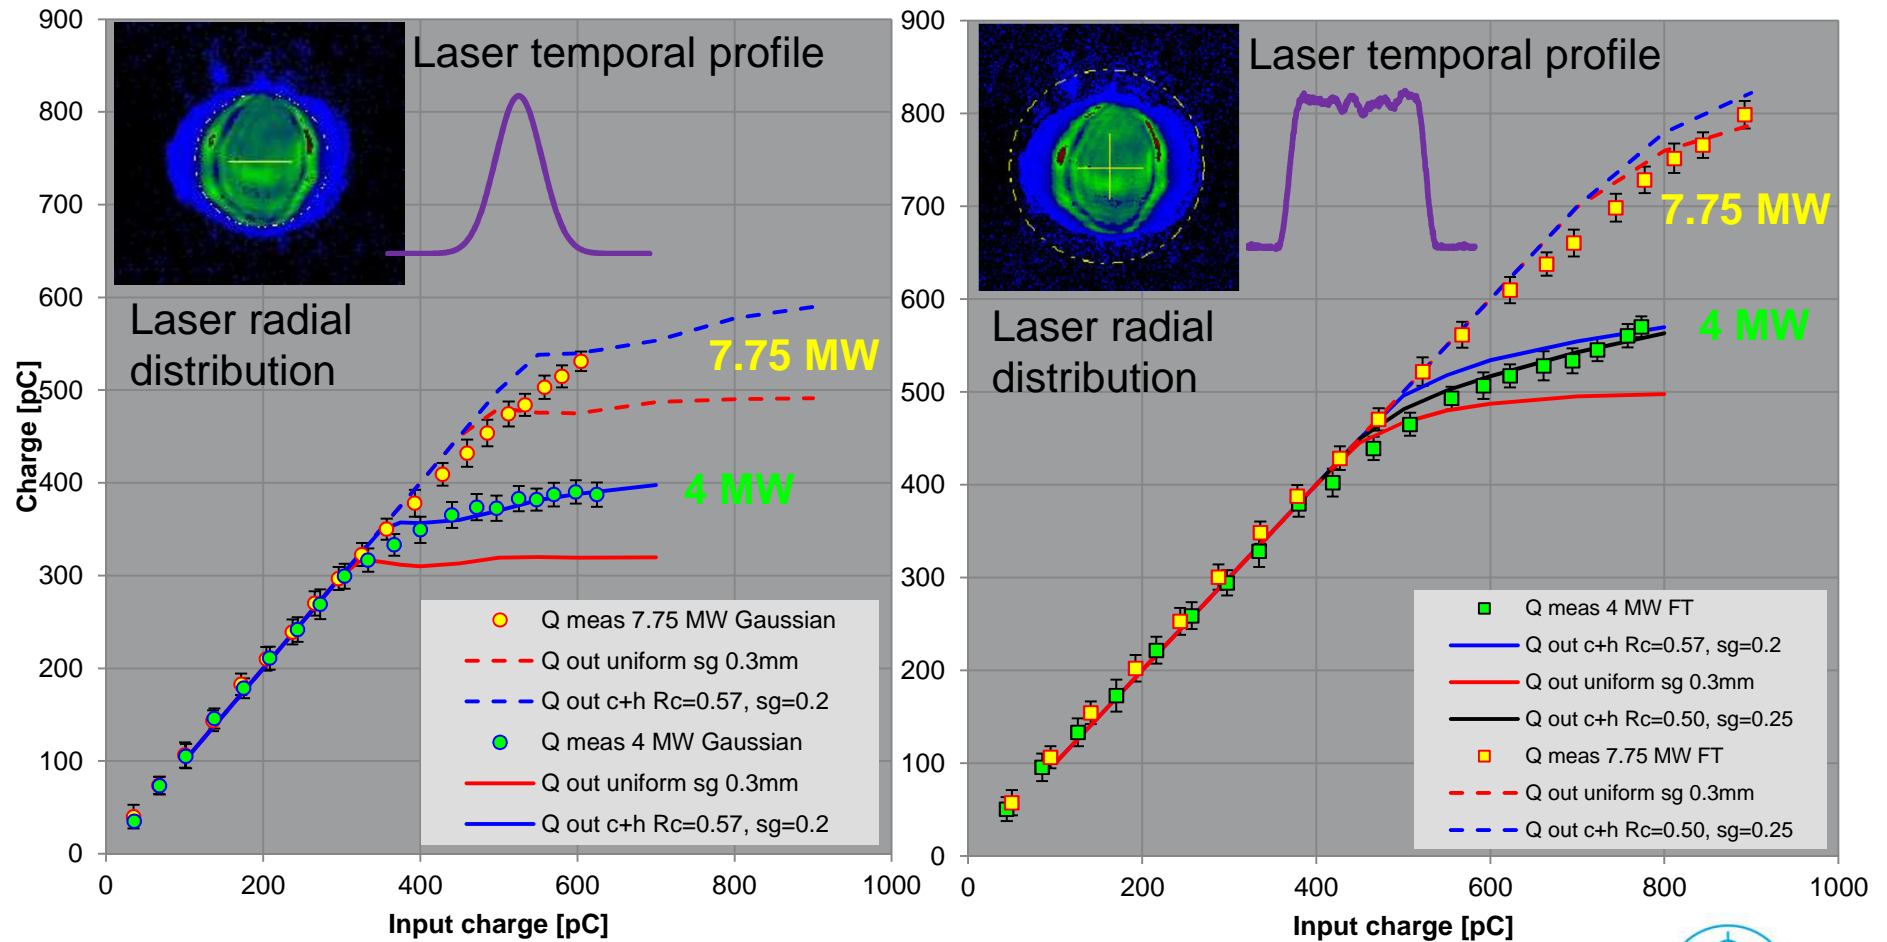 Laser temporal profile
Laser radial
distribution
900
800
700
600
500
400
300
200
100
0
Charge [pC]
7.75 MW
4 MW
Q meas 7.75 MW Gaussian
Q out uniform sg 0.3mm
Q out c+h Rc=0.57, sg=0.2
Q meas 4 MW Gaussian
Q out uniform sg 0.3mm
Q out c+h Rc=0.57, sg=0.2
0 200 400 600 800 1000
Input charge [pC]
Laser temporal profile
Laser radial
distribution
900
800
700
600
500
400
300
200
100
0
7.75 MW
4 MW
Q meas 4 MW FT
Q out c+h Rc=0.57, sg=0.2
Q out uniform sg 0.3mm
Q out c+h Rc=0.50, sg=0.25
Q meas 7.75 MW FT
Q out uniform sg 0.3mm
Q out c+h Rc=0.50, sg=0.25
0 200 400 600 800 1000
Input charge [pC]